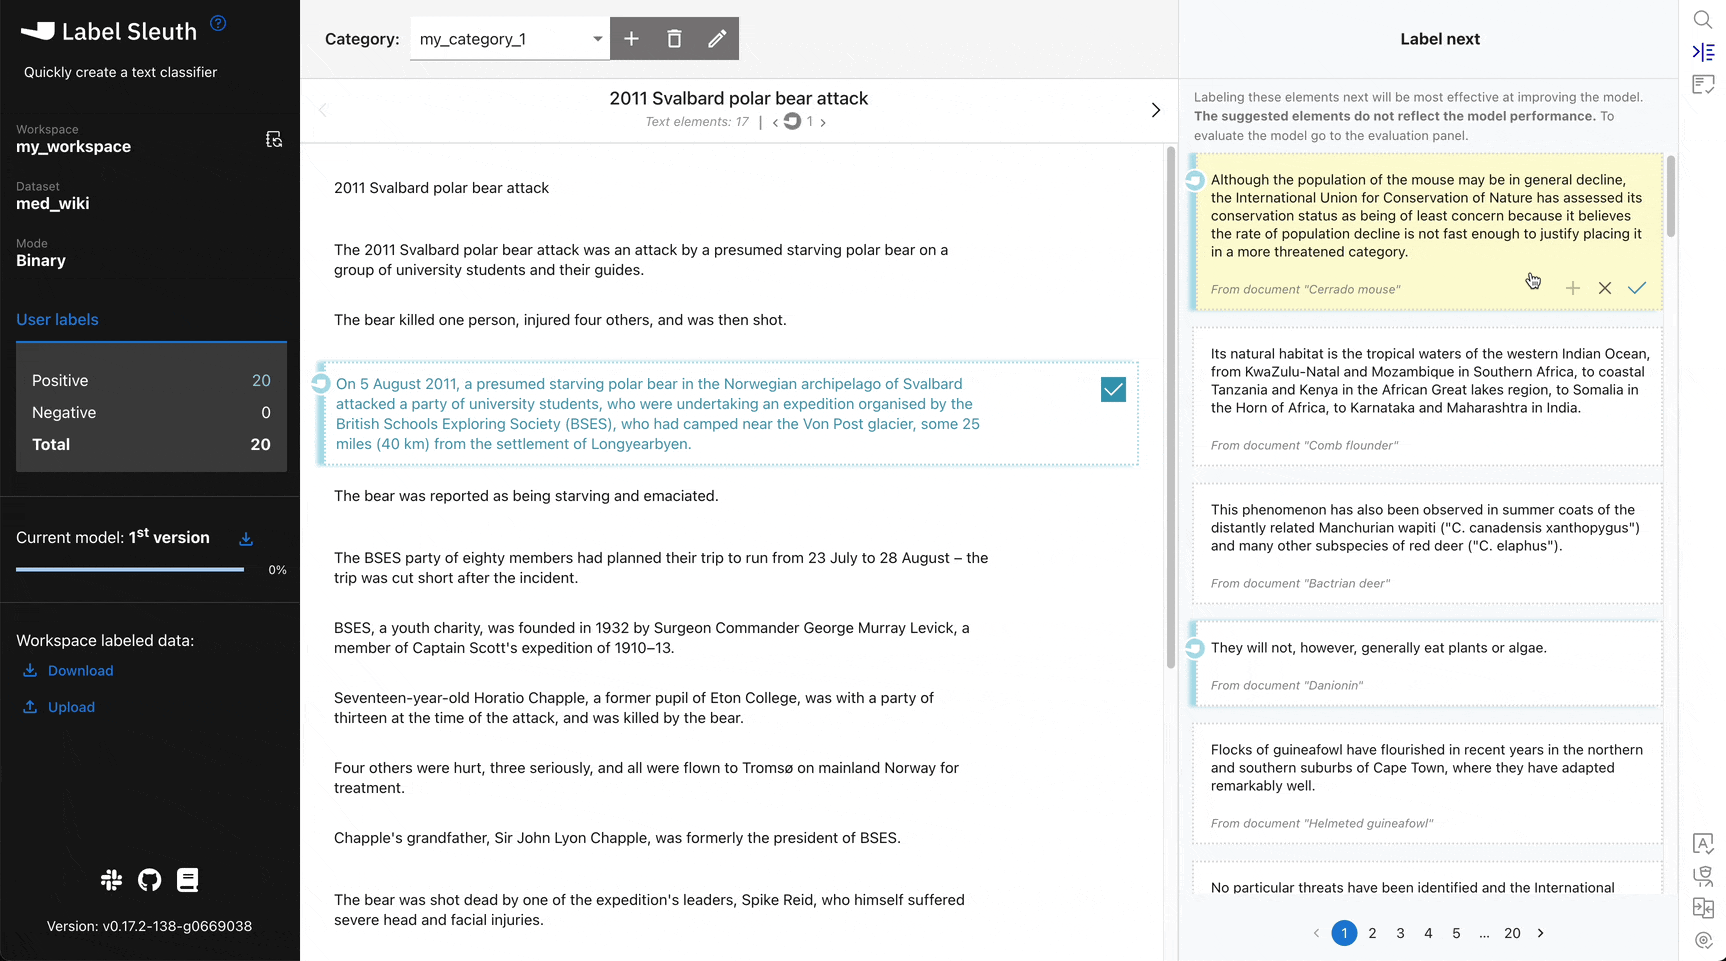 Label Sleuth
?
Quickly create a text classifier
Workspace
my_workspace
Dataset
med_wiki
Mode
Binary
User labels
Positive 20
Negative 0
Total 20
Current model: 1st version
0%
Workspace labeled data:
Download
Upload
Version: v0.17.2-138-g0669038
Category: my_category_1
2011 Svalbard polar bear attack
Text elements: 17 | < 1 >
2011 Svalbard polar bear attack
The 2011 Svalbard polar bear attack was an attack by a presumed starving polar bear on a
group of university students and their guides.
The bear killed one person, injured four others, and was then shot.
On 5 August 2011, a presumed starving polar bear in the Norwegian archipelago of Svalbard
attacked a party of university students, who were undertaking an expedition organised by the
British Schools Exploring Society (BSES), who had camped near the Von Post glacier, some 25
miles (40 km) from the settlement of Longyearbyen.
The bear was reported as being starving and emaciated.
The BSES party of eighty members had planned their trip to run from 23 July to 28 August – the
trip was cut short after the incident.
BSES, a youth charity, was founded in 1932 by Surgeon Commander George Murray Levick, a
member of Captain Scott's expedition of 1910–13.
Seventeen-year-old Horatio Chapple, a former pupil of Eton College, was with a party of
thirteen at the time of the attack, and was killed by the bear.
Four others were hurt, three seriously, and all were flown to Tromsø on mainland Norway for
treatment.
Chapple's grandfather, Sir John Lyon Chapple, was formerly the president of BSES.
The bear was shot dead by one of the expedition's leaders, Spike Reid, who himself suffered
severe head and facial injuries.
Label next
Labeling these elements next will be most effective at improving the model.
The suggested elements do not reflect the model performance. To
evaluate the model go to the evaluation panel.
Although the population of the mouse may be in general decline,
the International Union for Conservation of Nature has assessed its
conservation status as being of least concern because it believes
the rate of population decline is not fast enough to justify placing it
in a more threatened category.
From document "Cerrado mouse"
Its natural habitat is the tropical waters of the western Indian Ocean,
from KwaZulu-Natal and Mozambique in Southern Africa, to coastal
Tanzania and Kenya in the African Great lakes region, to Somalia in
the Horn of Africa, to Karnataka and Maharashtra in India.
From document "Comb flounder"
This phenomenon has also been observed in summer coats of the
distantly related Manchurian wapiti ("C. canadensis xanthopygus")
and many other subspecies of red deer ("C. elaphus").
From document "Bactrian deer"
They will not, however, generally eat plants or algae.
From document "Danionin"
Flocks of guineafowl have flourished in recent years in the northern
and southern suburbs of Cape Town, where they have adapted
remarkably well.
From document "Helmeted guineafowl"
No particular threats have been identified and the International
< 1 2 3 4 5 ... 20 >